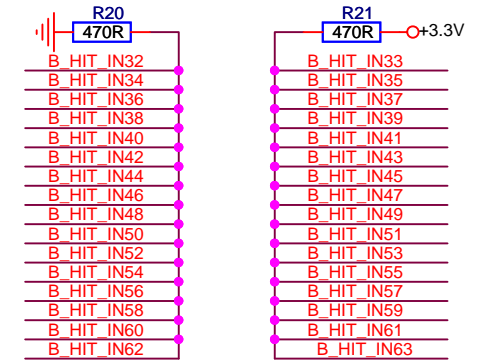 R20 R21
470R 470R +3.3V
B_HIT_IN32 B_HIT_IN33
B_HIT_IN34 B_HIT_IN35
B_HIT_IN36 B_HIT_IN37
B_HIT_IN38 B_HIT_IN39
B_HIT_IN40 B_HIT_IN41
B_HIT_IN42 B_HIT_IN43
B_HIT_IN44 B_HIT_IN45
B_HIT_IN46 B_HIT_IN47
B_HIT_IN48 B_HIT_IN49
B_HIT_IN50 B_HIT_IN51
B_HIT_IN52 B_HIT_IN53
B_HIT_IN54 B_HIT_IN55
B_HIT_IN56 B_HIT_IN57
B_HIT_IN58 B_HIT_IN59
B_HIT_IN60 B_HIT_IN61
B_HIT_IN62 B_HIT_IN63